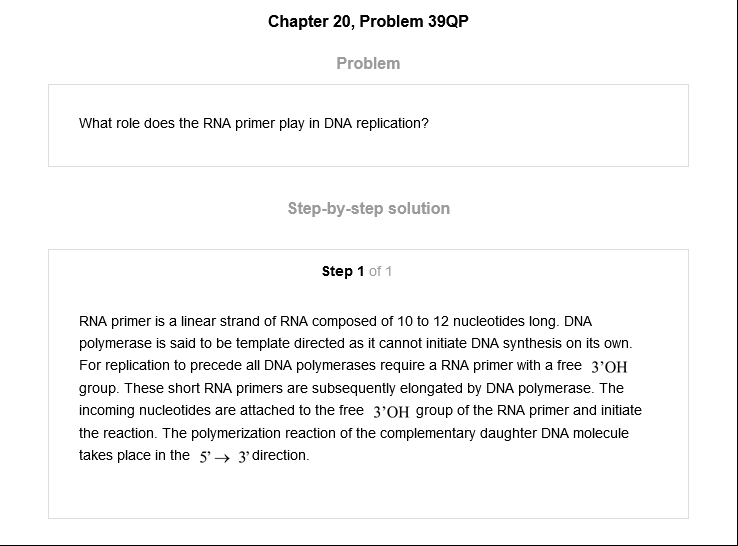 Chapter 20, Problem 39QP
Problem
What role does the RNA primer play in DNA replication?
Step-by-step solution
Step 1 of 1
RNA primer is a linear strand of RNA composed of 10 to 12 nucleotides long. DNA
polymerase is said to be template directed as it cannot initiate DNA synthesis on its own.
For replication to precede all DNA polymerases require a RNA primer with a free 3’OH
group. These short RNA primers are subsequently elongated by DNA polymerase. The
incoming nucleotides are attached to the free 3’OH group of the RNA primer and initiate
the reaction. The polymerization reaction of the complementary daughter DNA molecule
takes place in the 5’ → 3’ direction.